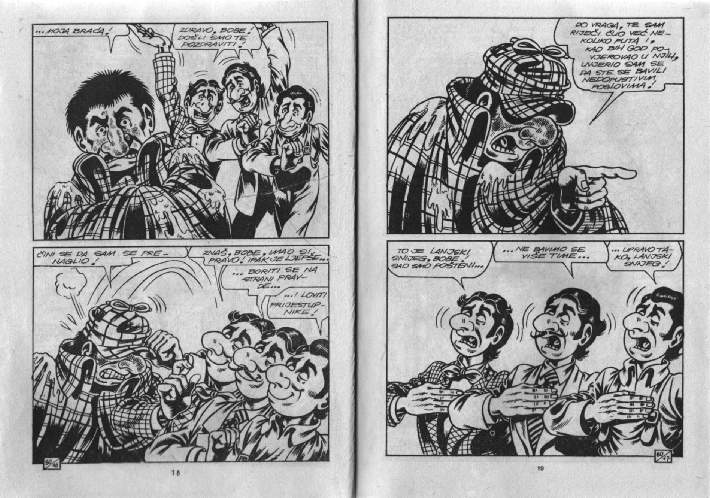 ...MOJA BRAĆA!
ZDRAVO, BOBE!
DOŠLI SMO TE
POZDRAVITI!
ČINI SE DA SAM SE PRE-
NAGLIO!
ZNAŠ, BOBE, IMAO SI
PRAVO! IPAK JE LJEPŠE...
... BORITI SE NA
STRANI PRAV-
DE...
...I LOVITI
PRIJESTUP-
NIKE!
18
DO VRAGA, TE SAM
RIJEČI ČUO VEĆ NE-
KOLIKO PUTA I,
KAD BIH GOD PO-
VJEROVAO U NJIH,
UVJERIO SAM SE
DA STE SE BAVILI
NEDOPUSTIVIM
POSLOVIMA!
TO JE LANJSKI
SNIJEG, BOBE!
SAD SMO POŠTENI...
...NE BAVIMO SE
VIŠE TIME...
...UPRAVO TA-
KO, LANJSKI
SNIJEG!
19